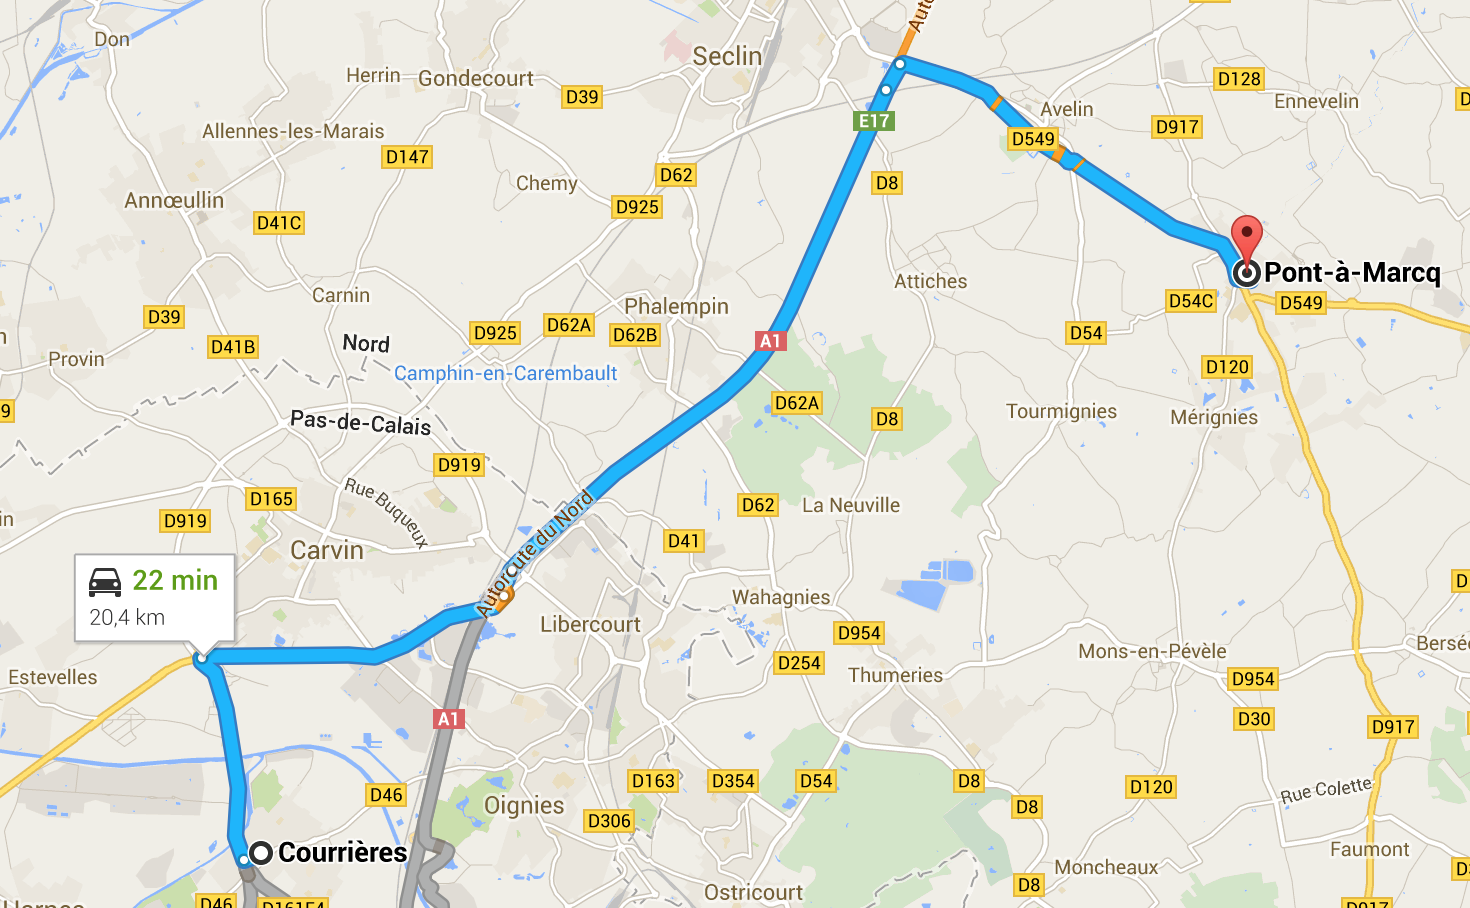 Auto
Don
Seclin
Herrin
Gondecourt
D39
D128
Ennevelin
Avelin
E17
D917
Allennes-les-Marais
D549
D147
Chemy
D62
D8
Annœullin
D925
D41C
Pont-à-Marcq
Attiches
Carnin
D54C
D549
Phalempin
D39
D925
D62A
D62B
D54
Nord
D41B
A1
Provin
Camphin-en-Carembault
D120
D62A
Tourmignies
Mérignies
Pas-de-Calais
D8
D919
Rue Buqueux
D165
D62
La Neuville
D919
Autoroute du Nord
Carvin
D41
22 min
20,4 km
Wahagnies
Libercourt
D954
Mons-en-Pévèle
D254
Thumeries
Estevelles
D954
A1
D30
D917
D163
D354
D54
D8
D46
D120
Rue Colette
Oignies
D8
D306
Courrières
Faumont
Moncheaux
D8
Ostricourt
D46
D917